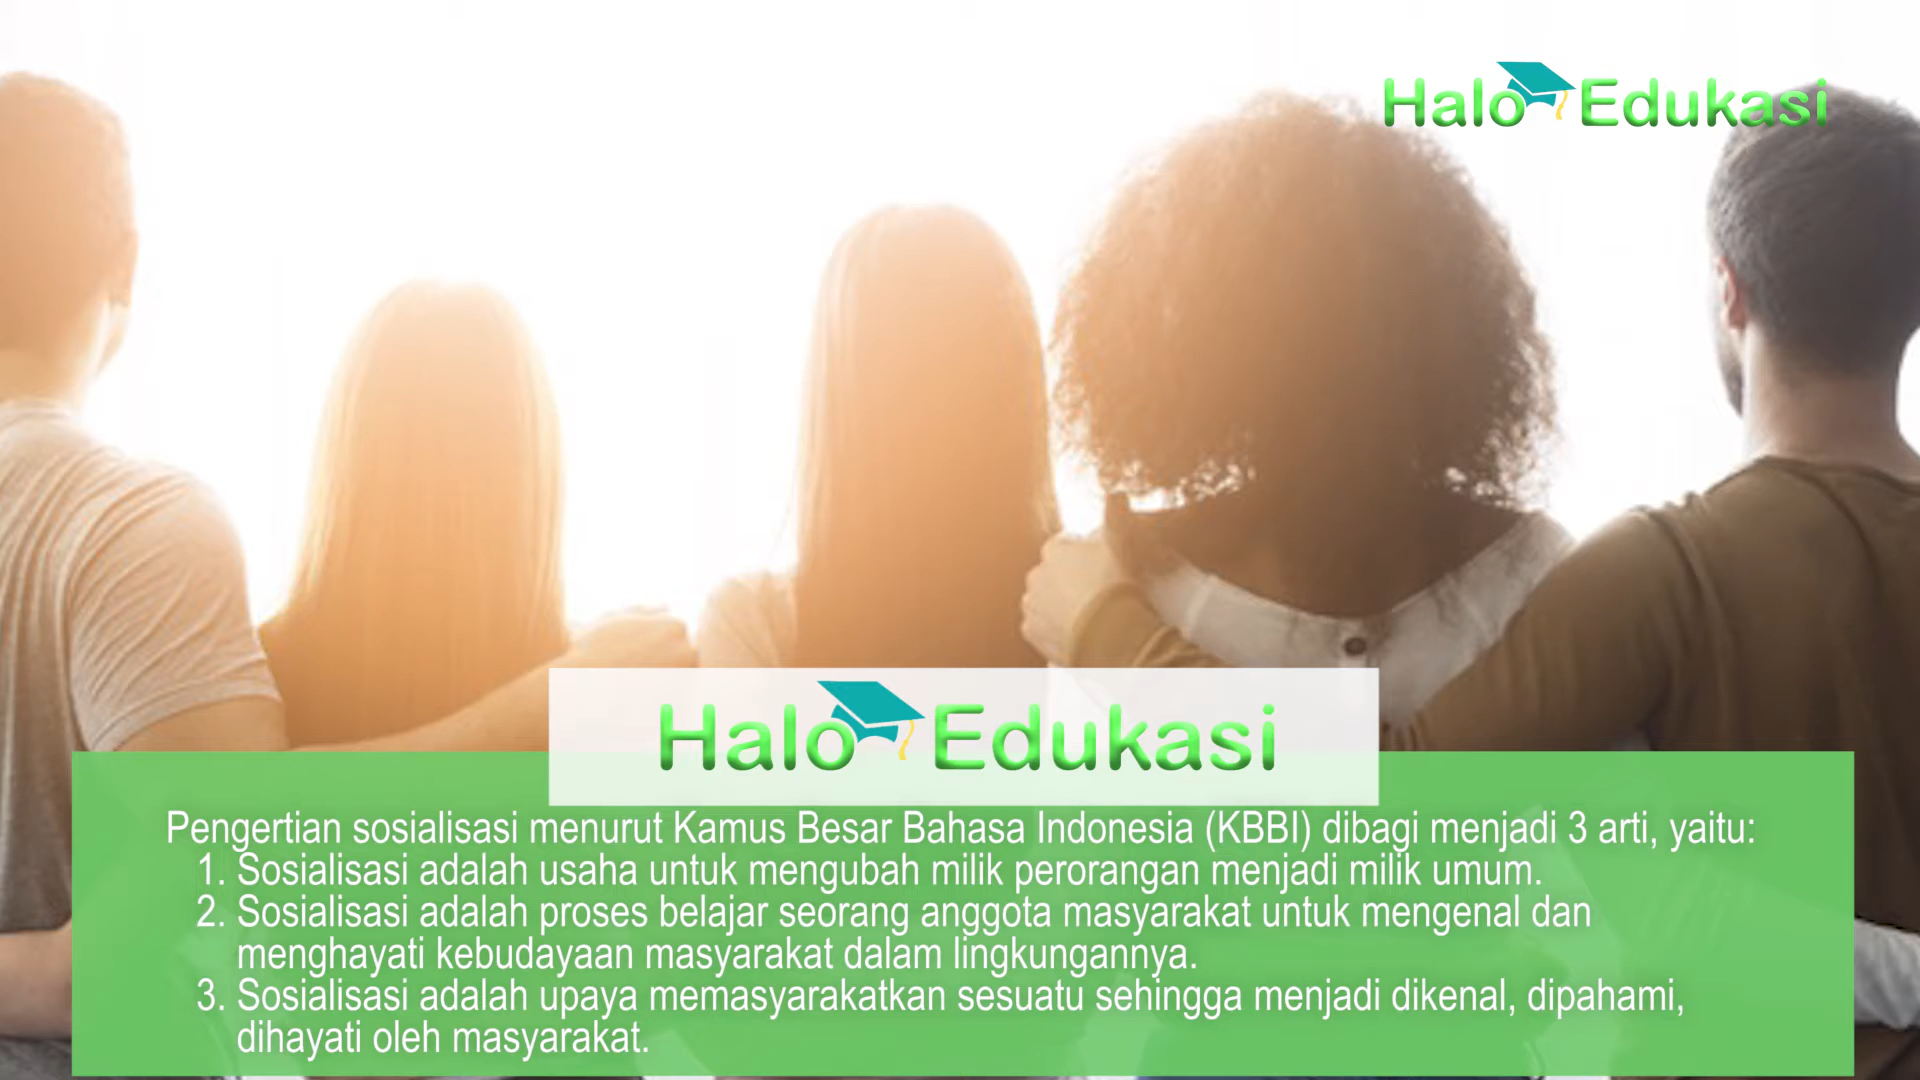 Halo Edukasi
Halo Edukasi
Pengertian sosialisasi menurut Kamus Besar Bahasa Indonesia (KBBI) dibagi menjadi 3 arti, yaitu:
1. Sosialisasi adalah usaha untuk mengubah milik perorangan menjadi milik umum.
2. Sosialisasi adalah proses belajar seorang anggota masyarakat untuk mengenal dan
menghayati kebudayaan masyarakat dalam lingkungannya.
3. Sosialisasi adalah upaya memasyarakatkan sesuatu sehingga menjadi dikenal, dipahami,
dihayati oleh masyarakat.